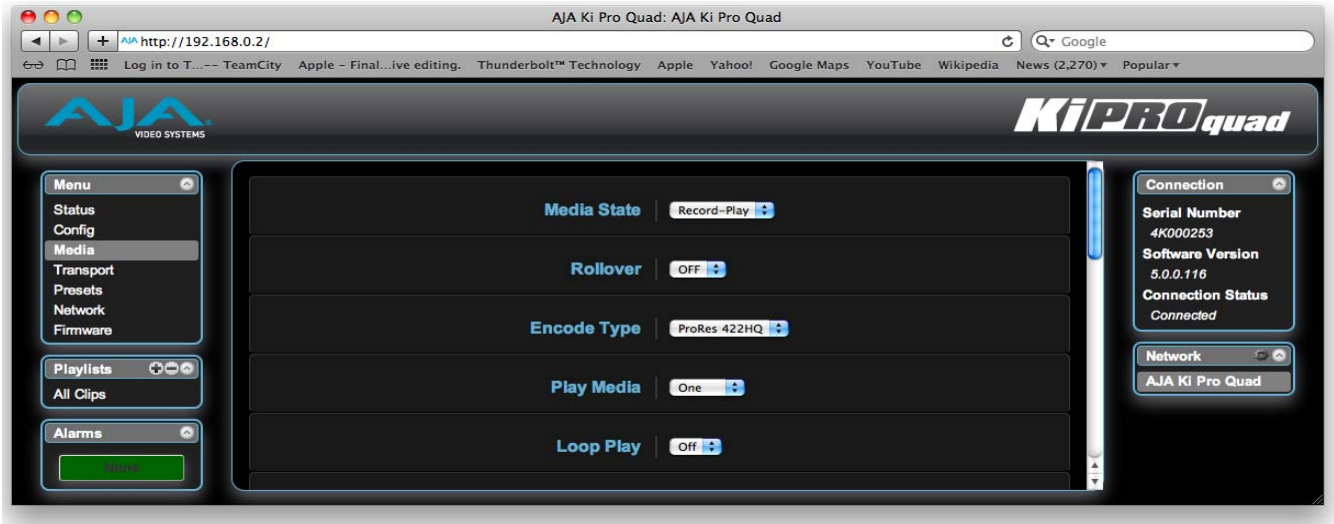 AJA Ki Pro Quad: AJA Ki Pro Quad
AJA http://192.168.0.2/
Google
Log in to T...-- TeamCity Apple - Final...ive editing. Thunderbolt™ Technology Apple Yahoo! Google Maps YouTube Wikipedia News (2,270) Popular
AJA
VIDEO SYSTEMS
KiPRO quad
Menu
Status
Config
Media
Transport
Presets
Network
Firmware
Playlists
All Clips
Alarms
None
Media State Record-Play
Rollover OFF
Encode Type ProRes 422HQ
Play Media One
Loop Play Off
Connection
Serial Number
4K000253
Software Version
5.0.0.116
Connection Status
Connected
Network
AJA Ki Pro Quad